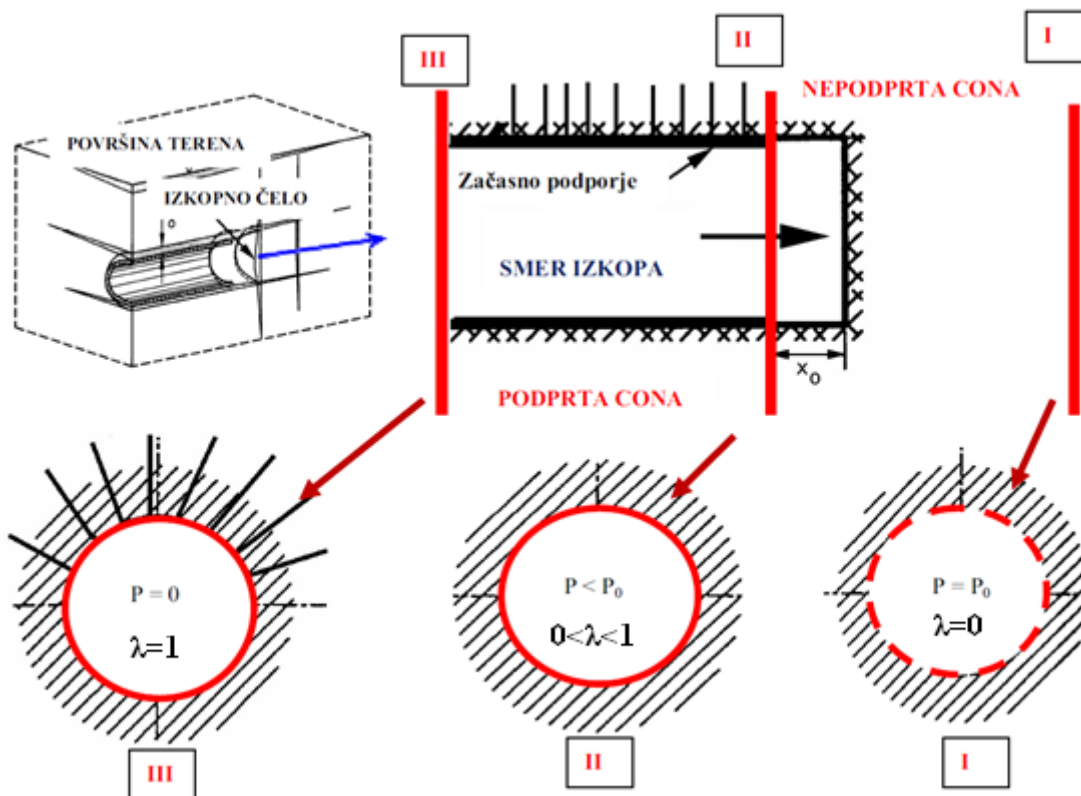 III
II
I
NEPODPRTA CONA
POVRŠINA TERENA
IZKOPNO ČELO
o
Začasno podporje
SMER IZKOPA
x₀
PODPRTA CONA
P = 0
λ=1
P < P₀
0<λ<1
P = P₀
λ=0
III
II
I